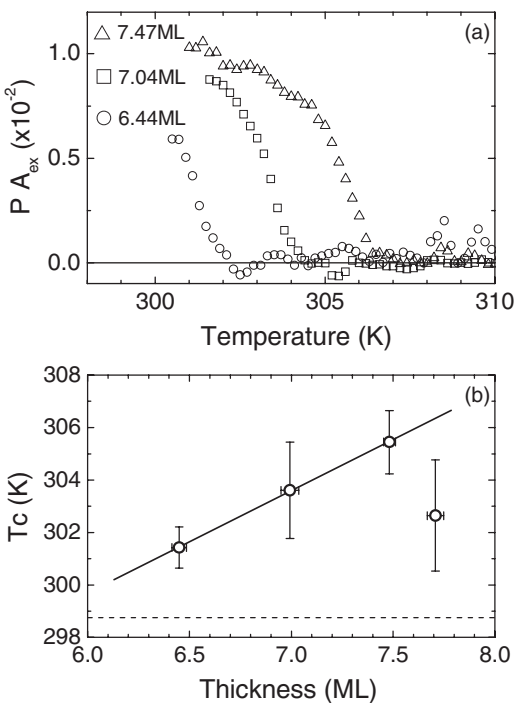 (a)
△ 7.47ML
□ 7.04ML
○ 6.44ML
P A_ex (x10^-2)
1.0
0.5
0.0
300 305 310
Temperature (K)
(b)
Tc (K)
308
306
304
302
300
298
6.0 6.5 7.0 7.5 8.0
Thickness (ML)